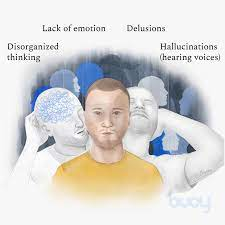 Lack of emotion
Delusions
Disorganized
thinking
Hallucinations
(hearing voices)
buoy